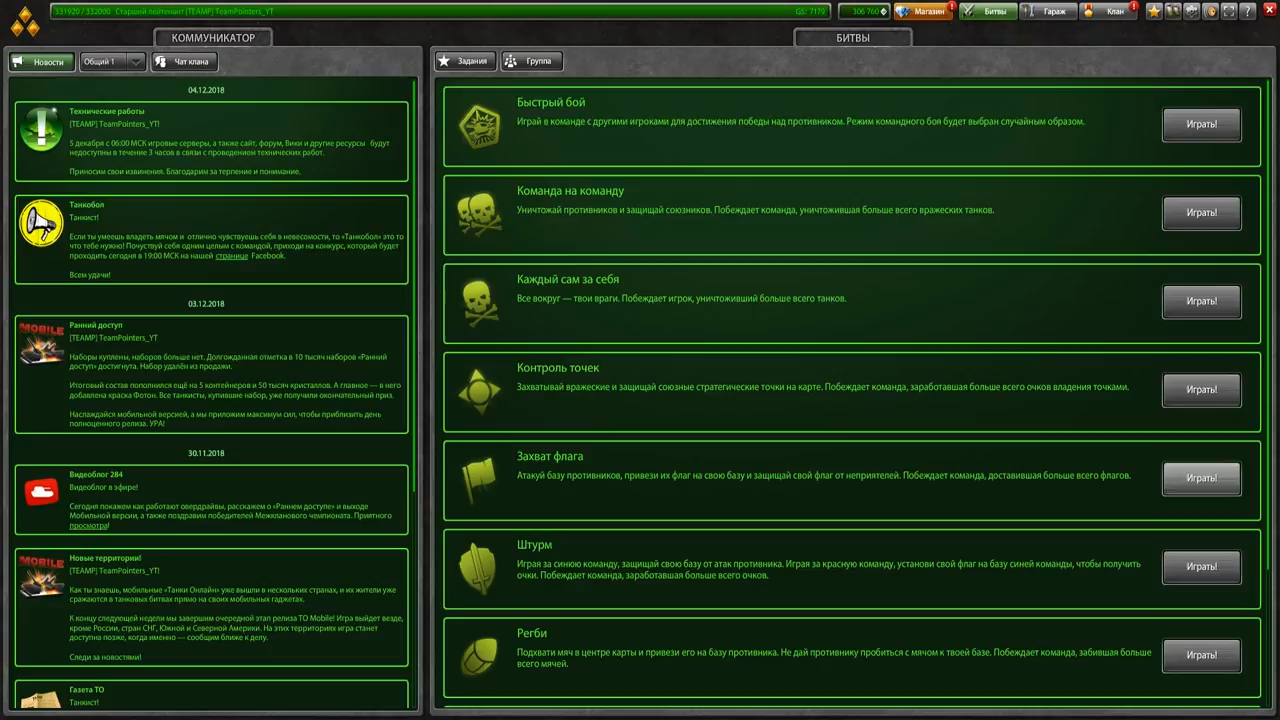 331920 / 332000 Старший лейтенант [TEAMP] TeamPointers_YT
GS: 7179
306 760
Магазин
Битвы
Гараж
Клан
КОММУНИКАТОР
БИТВЫ
Новости
Общий 1
Чат клана
Задания
Группа
04.12.2018
Технические работы
[TEAMP] TeamPointers_YT!
5 декабря с 06:00 МСК игровые серверы, а также сайт, форум, Вики и другие ресурсы будут
недоступны в течение 3 часов в связи с проведением технических работ.
Приносим свои извинения. Благодарим за терпение и понимание.
Танкобол
Танкист!
Если ты умеешь владеть мячом и отлично чувствуешь себя в невесомости, то «Танкобол» это то
что тебе нужно! Почуствуй себя одним целым с командой, приходи на конкурс, который будет
проходить сегодня в 19:00 МСК на нашей странице Facebook.
Всем удачи!
03.12.2018
MOBILE
Ранний доступ
[TEAMP] TeamPointers_YT
Наборы куплены, наборов больше нет. Долгожданная отметка в 10 тысяч наборов «Ранний
доступ» достигнута. Набор удалён из продажи.
Итоговый состав пополнился ещё на 5 контейнеров и 50 тысяч кристаллов. А главное — в него
добавлена краска Фотон. Все танкисты, купившие набор, уже получили окончательный приз.
Наслаждайся мобильной версией, а мы приложим максимум сил, чтобы приблизить день
полноценного релиза. УРА!
30.11.2018
Видеоблог 284
Видеоблог в эфире!
Сегодня покажем как работают овердрайвы, расскажем о «Раннем доступе» и выходе
Мобильной версии, а также поздравим победителей Межкланового чемпионата. Приятного
просмотра!
MOBILE
Новые территории!
[TEAMP] TeamPointers_YT!
Как ты знаешь, мобильные «Танки Онлайн» уже вышли в нескольких странах, и их жители уже
сражаются в танковых битвах прямо на своих мобильных гаджетах.
К концу следующей недели мы завершим очередной этап релиза ТО Mobile! Игра выйдет везде,
кроме России, стран СНГ, Южной и Северной Америки. На этих территориях игра станет
доступна позже, когда именно — сообщим ближе к делу.
Следи за новостями!
Газета ТО
Танкист!
Быстрый бой
Играй в команде с другими игроками для достижения победы над противником. Режим командного боя будет выбран случайным образом.
Играть!
Команда на команду
Уничтожай противников и защищай союзников. Побеждает команда, уничтожившая больше всего вражеских танков.
Играть!
Каждый сам за себя
Все вокруг — твои враги. Побеждает игрок, уничтоживший больше всего танков.
Играть!
Контроль точек
Захватывай вражеские и защищай союзные стратегические точки на карте. Побеждает команда, заработавшая больше всего очков владения точками.
Играть!
Захват флага
Атакуй базу противников, привези их флаг на свою базу и защищай свой флаг от неприятелей. Побеждает команда, доставившая больше всего флагов.
Играть!
Штурм
Играя за синюю команду, защищай свою базу от атак противника. Играя за красную команду, установи свой флаг на базу синей команды, чтобы получить
очки. Побеждает команда, заработавшая больше всего очков.
Играть!
Регби
Подхвати мяч в центре карты и привези его на базу противника. Не дай противнику пробиться с мячом к твоей базе. Побеждает команда, забившая больше
всего мячей.
Играть!